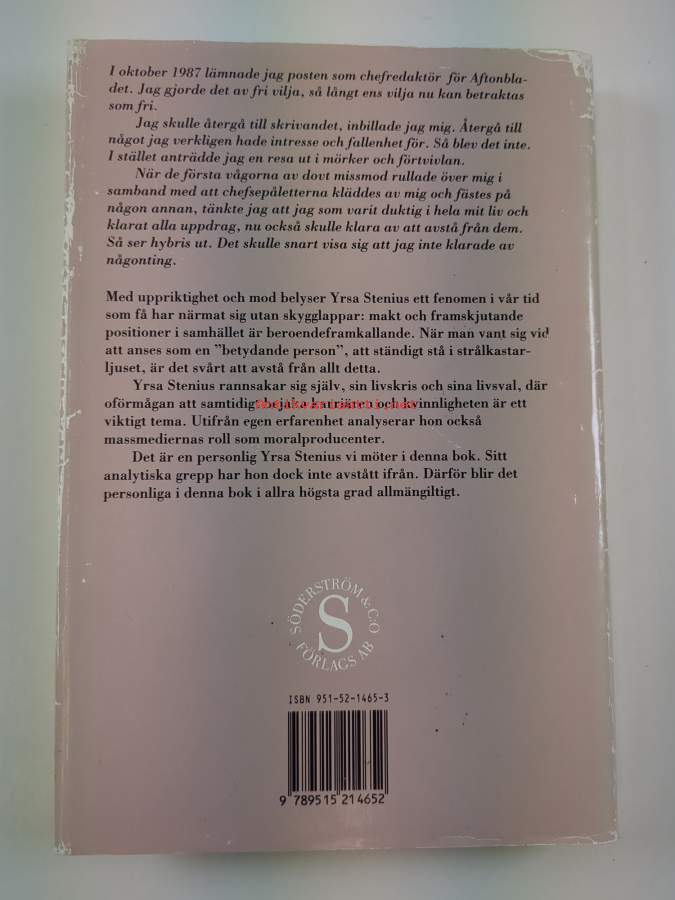 I oktober 1987 lämnade jag posten som chefredaktör för Aftonbla-
det. Jag gjorde det av fri vilja, så långt ens vilja nu kan betraktas
som fri.
Jag skulle återgå till skrivandet, inbillade jag mig. Återgå till
något jag verkligen hade intresse och fallenhet för. Så blev det inte.
I stället anträdde jag en resa ut i mörker och förtvivlan.
När de första vågorna av dovt missmod rullade över mig i
samband med att chefsepåletterna kläddes av mig och fästes på
någon annan, tänkte jag att jag som varit duktig i hela mit liv och
klarat alla uppdrag, nu också skulle klara av att avstå från dem.
Så ser hybris ut. Det skulle snart visa sig att jag inte klarade av
någonting.
Med uppriktighet och mod belyser Yrsa Stenius ett fenomen i vår tid
som få har närmat sig utan skygglappar: makt och framskjutande
positioner i samhället är beroendeframkallande. När man vant sig vid
att anses som en ”betydande person”, att ständigt stå i strålkastar-
ljuset, är det svårt att avstå från allt detta.
Yrsa Stenius rannsakar sig själv, sin livskris och sina livsval, där
oförmågan att samtidigt bejaka karriären och kvinnligheten är ett
viktigt tema. Utifrån egen erfarenhet analyserar hon också
massmediernas roll som moralproducenter.
Det är en personlig Yrsa Stenius vi möter i denna bok. Sitt
analytiska grepp har hon dock inte avstått ifrån. Därför blir det
personliga i denna bok i allra högsta grad allmängiltigt.
antikvariaatti.net
SÖDERSTRÖM & C:O
S
FÖRLAGS AB
ISBN 951-52-1465-3
9 789515 214652